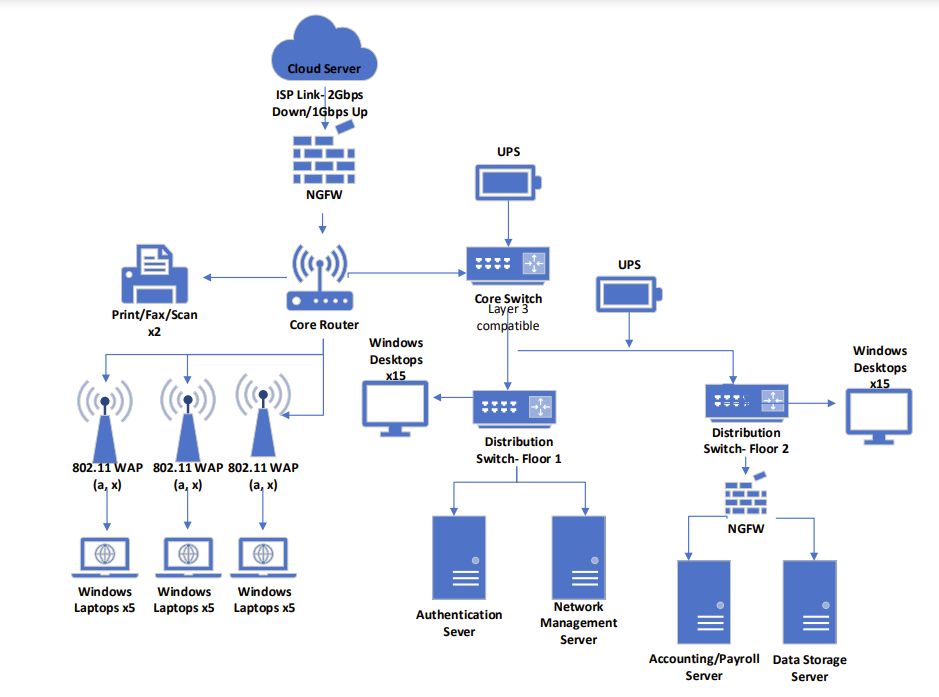 Cloud Server
ISP Link- 2Gbps
Down/1Gbps Up
NGFW
UPS
Print/Fax/Scan
x2
Core Router
Core Switch
Layer 3
compatible
UPS
Windows
Desktops
x15
Windows
Desktops
x15
802.11 WAP
(a, x)
802.11 WAP
(a, x)
802.11 WAP
(a, x)
Distribution
Switch- Floor 1
Distribution
Switch- Floor 2
NGFW
Windows
Laptops x5
Windows
Laptops x5
Windows
Laptops x5
Authentication
Sever
Network
Management
Server
Accounting/Payroll
Server
Data Storage
Server